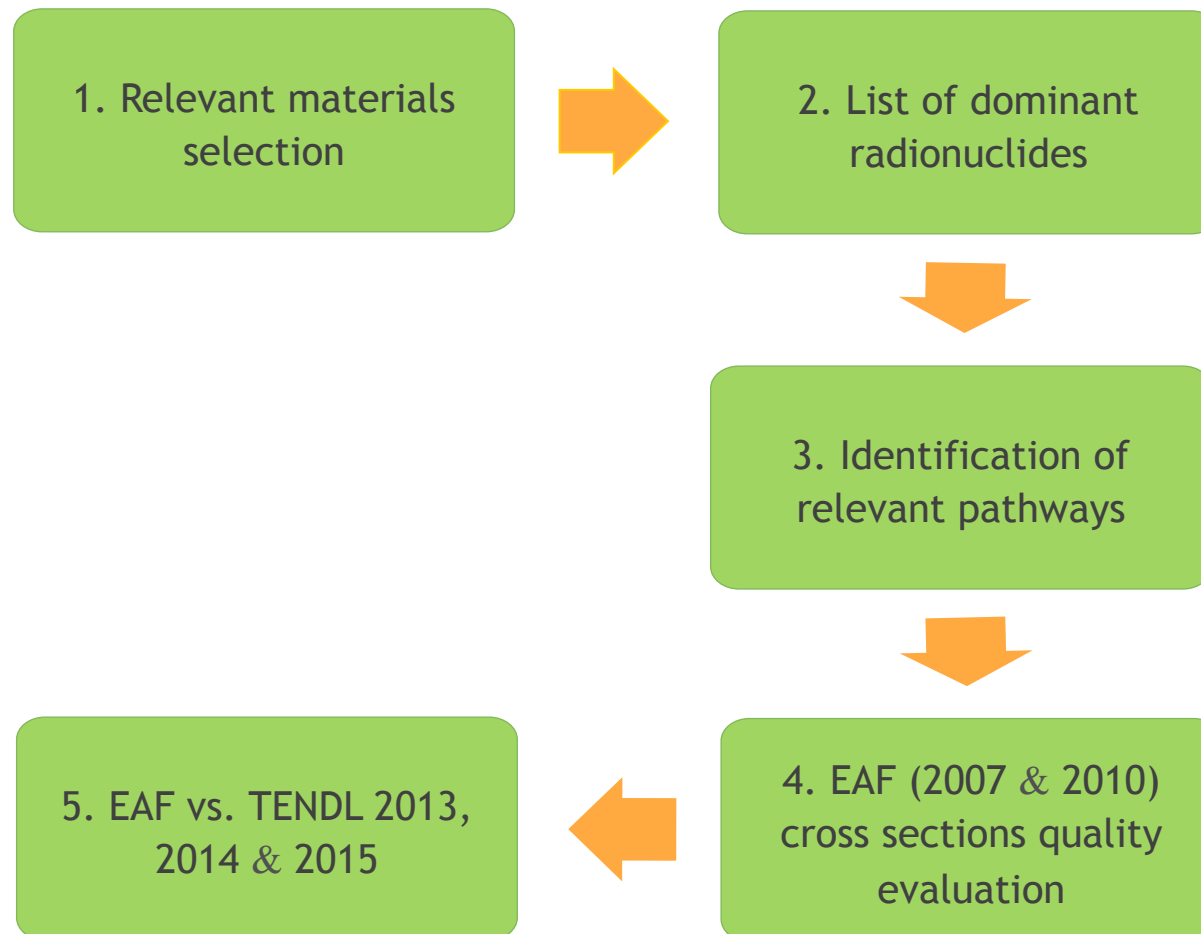 1. Relevant materials
selection
2. List of dominant
radionuclides
3. Identification of
relevant pathways
4. EAF (2007 & 2010)
cross sections quality
evaluation
5. EAF vs. TENDL 2013,
2014 & 2015